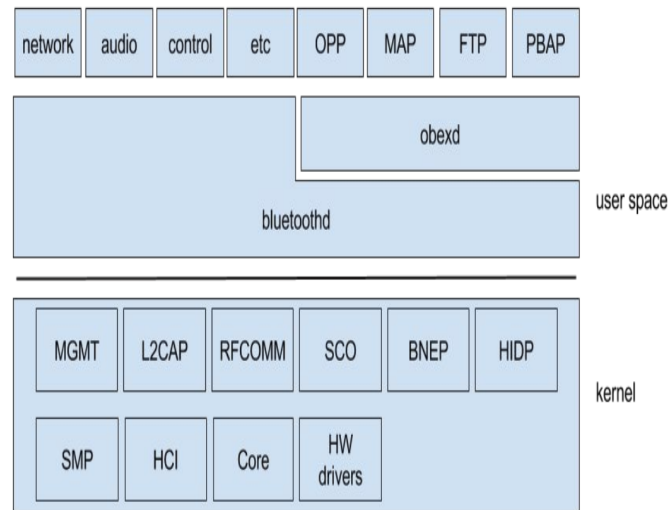 network audio control etc OPP MAP FTP PBAP
obexd
user space
bluetoothd
MGMT L2CAP RFCOMM SCO BNEP HIDP
kernel
SMP HCI Core HW
drivers